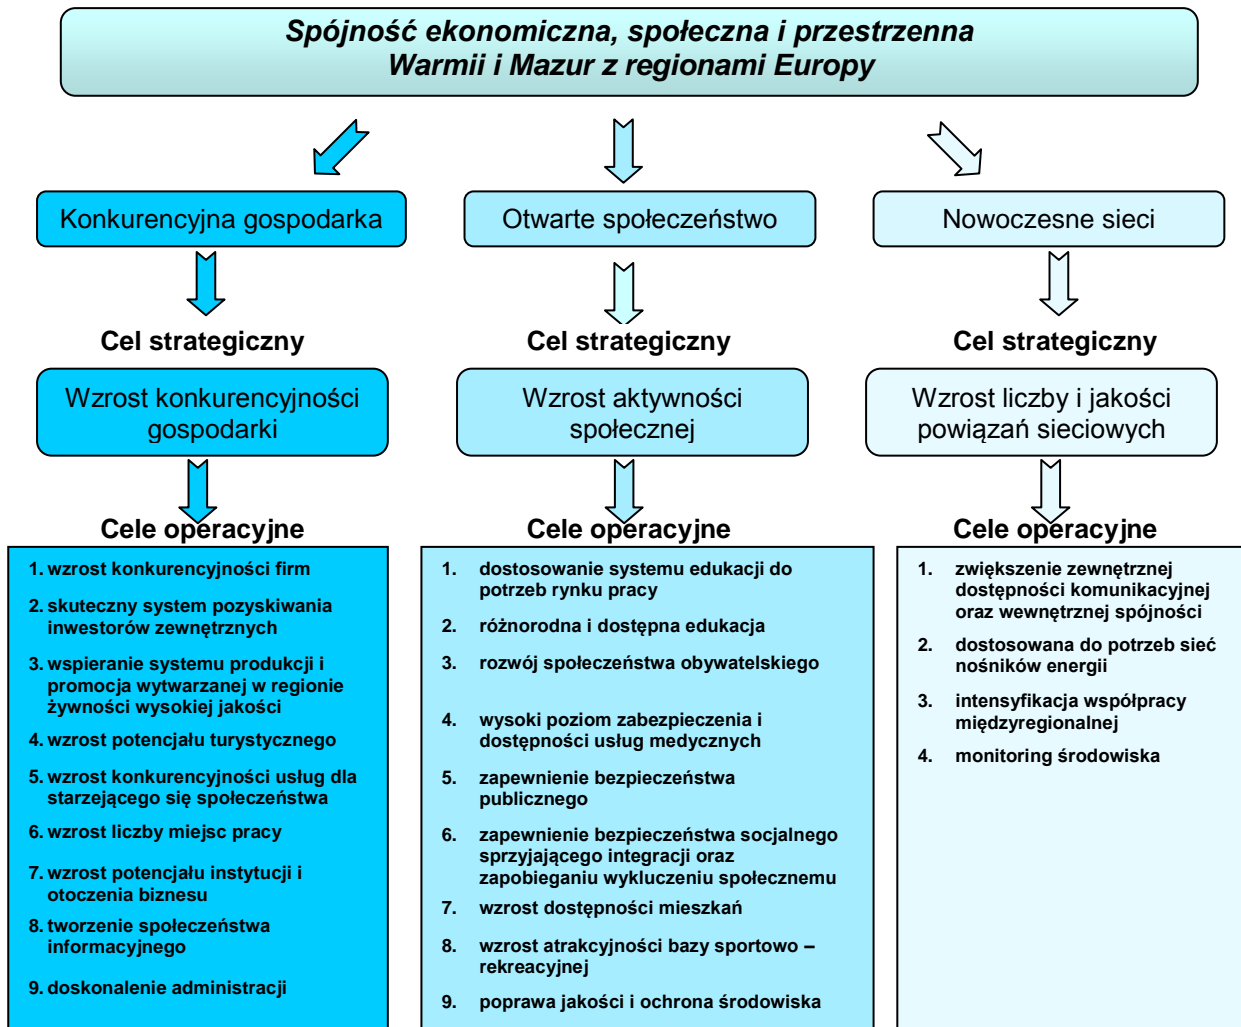 Spójność ekonomiczna, społeczna i przestrzenna
Warmii i Mazur z regionami Europy
Konkurencyjna gospodarka
Otwarte społeczeństwo
Nowoczesne sieci
Cel strategiczny
Cel strategiczny
Cel strategiczny
Wzrost konkurencyjności
gospodarki
Wzrost aktywności
społecznej
Wzrost liczby i jakości
powiązań sieciowych
Cele operacyjne
1. wzrost konkurencyjności firm
2. skuteczny system pozyskiwania
inwestorów zewnętrznych
3. wspieranie systemu produkcji i
promocja wytwarzanej w regionie
żywności wysokiej jakości
4. wzrost potencjału turystycznego
5. wzrost konkurencyjności usług dla
starzejącego się społeczeństwa
6. wzrost liczby miejsc pracy
7. wzrost potencjału instytucji i
otoczenia biznesu
8. tworzenie społeczeństwa
informacyjnego
9. doskonalenie administracji
Cele operacyjne
1. dostosowanie systemu edukacji do
potrzeb rynku pracy
2. różnorodna i dostępna edukacja
3. rozwój społeczeństwa obywatelskiego
4. wysoki poziom zabezpieczenia i
dostępności usług medycznych
5. zapewnienie bezpieczeństwa
publicznego
6. zapewnienie bezpieczeństwa socjalnego
sprzyjającego integracji oraz
zapobieganiu wykluczeniu społecznemu
7. wzrost dostępności mieszkań
8. wzrost atrakcyjności bazy sportowo –
rekreacyjnej
9. poprawa jakości i ochrona środowiska
Cele operacyjne
1. zwiększenie zewnętrznej
dostępności komunikacyjnej
oraz wewnętrznej spójności
2. dostosowana do potrzeb sieć
nośników energii
3. intensyfikacja współpracy
międzyregionalnej
4. monitoring środowiska